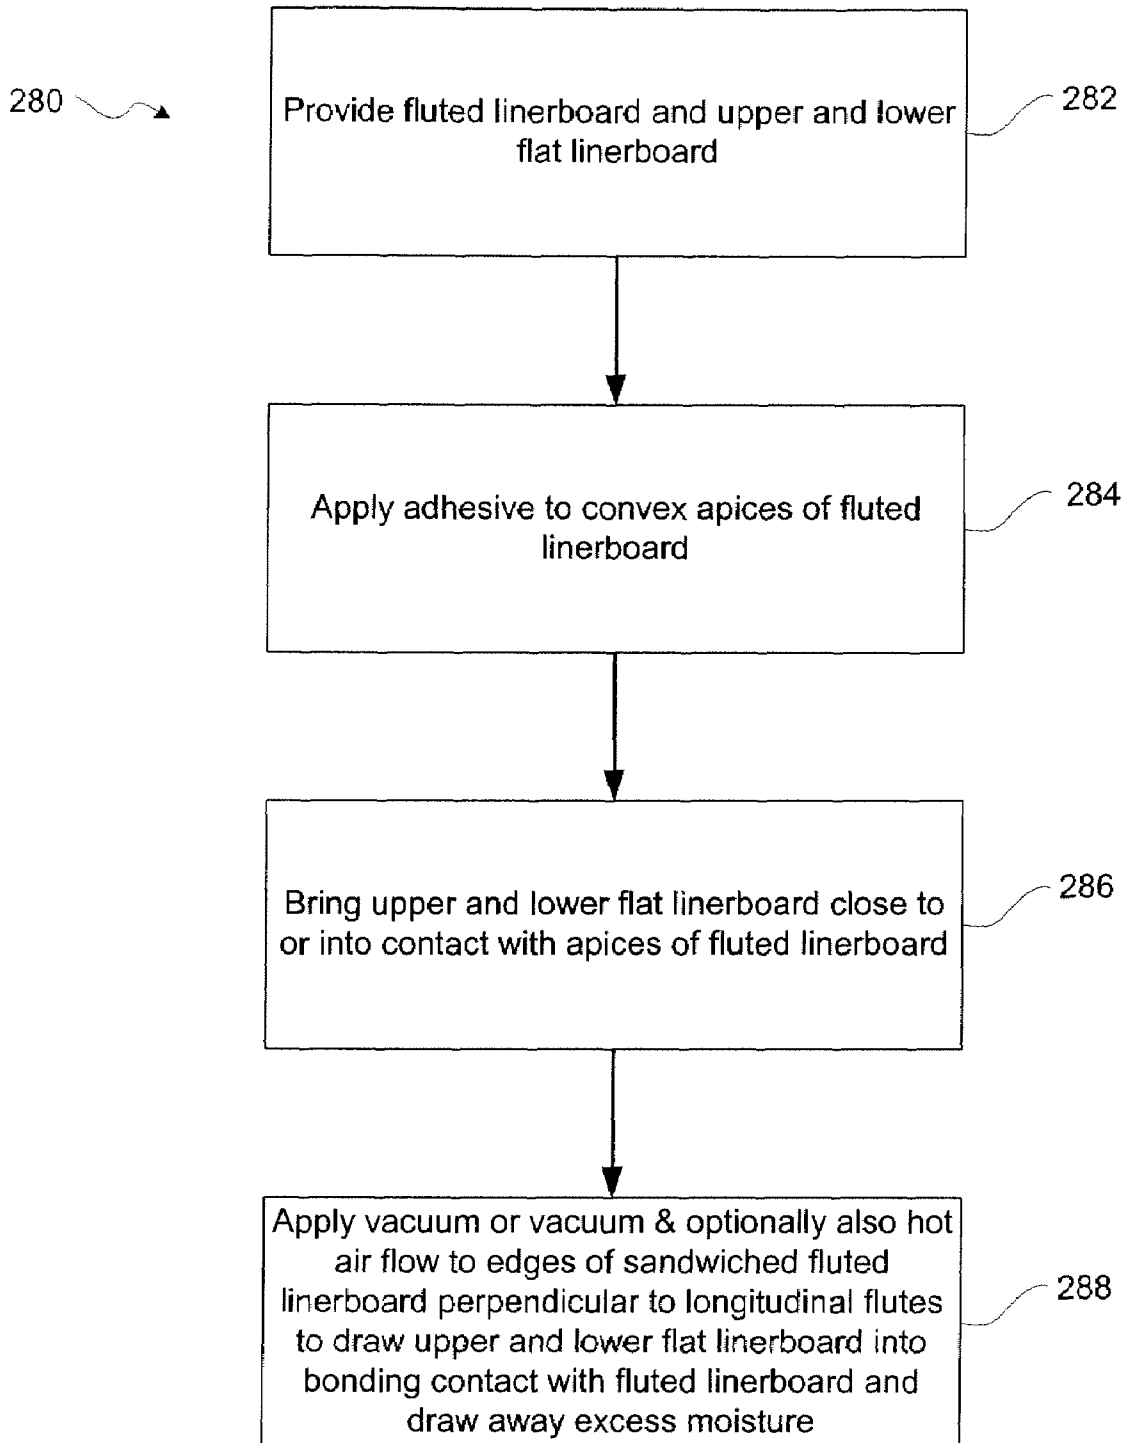 280
Provide fluted linerboard and upper and lower
flat linerboard
282
Apply adhesive to convex apices of fluted
linerboard
284
Bring upper and lower flat linerboard close to
or into contact with apices of fluted linerboard
286
Apply vacuum or vacuum & optionally also hot
air flow to edges of sandwiched fluted
linerboard perpendicular to longitudinal flutes
to draw upper and lower flat linerboard into
bonding contact with fluted linerboard and
draw away excess moisture
288